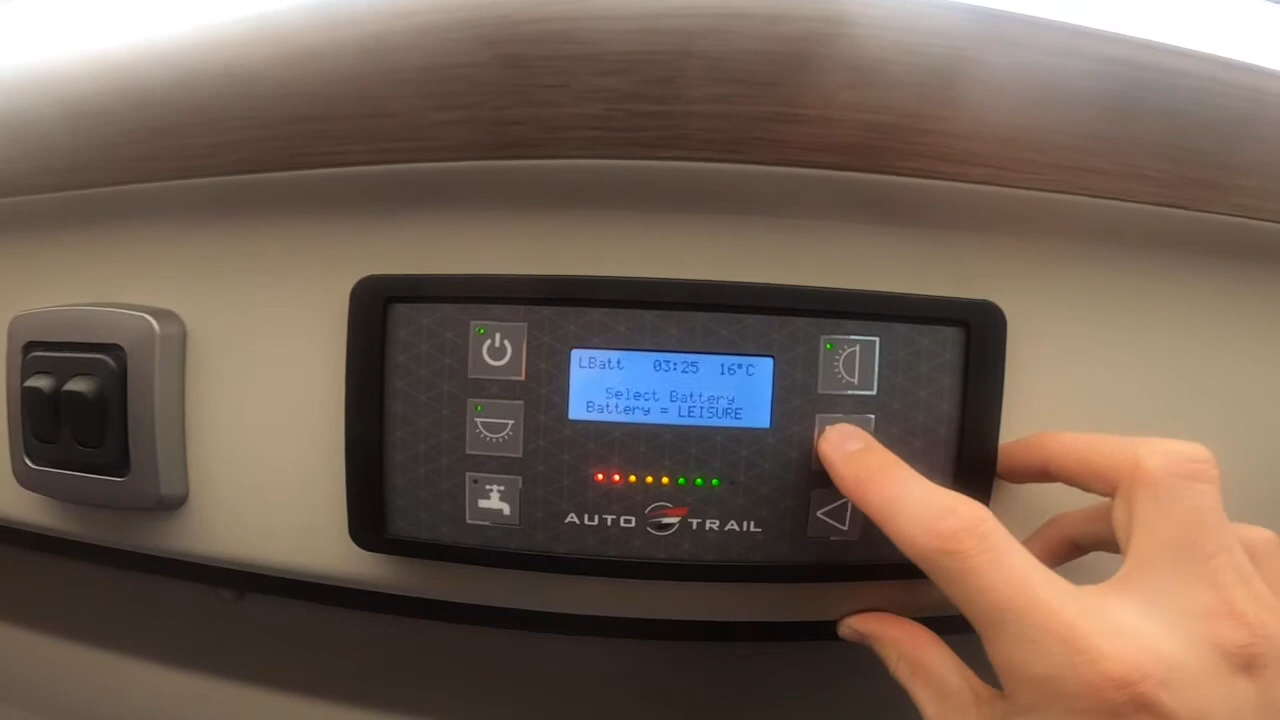 LBatt 03:25 16°C
Select Battery
Battery = LEISURE
AUTO TRAIL